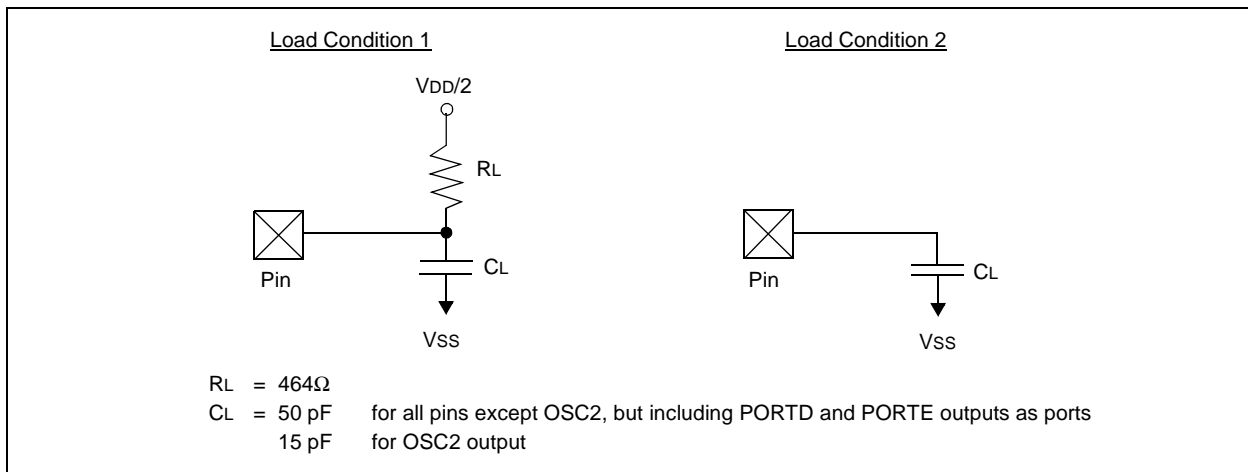 Load Condition 1
VDD/2
RL
Pin
CL
VSS
Load Condition 2
Pin
CL
VSS
RL = 464Ω
CL = 50 pF for all pins except OSC2, but including PORTD and PORTE outputs as ports
15 pF for OSC2 output